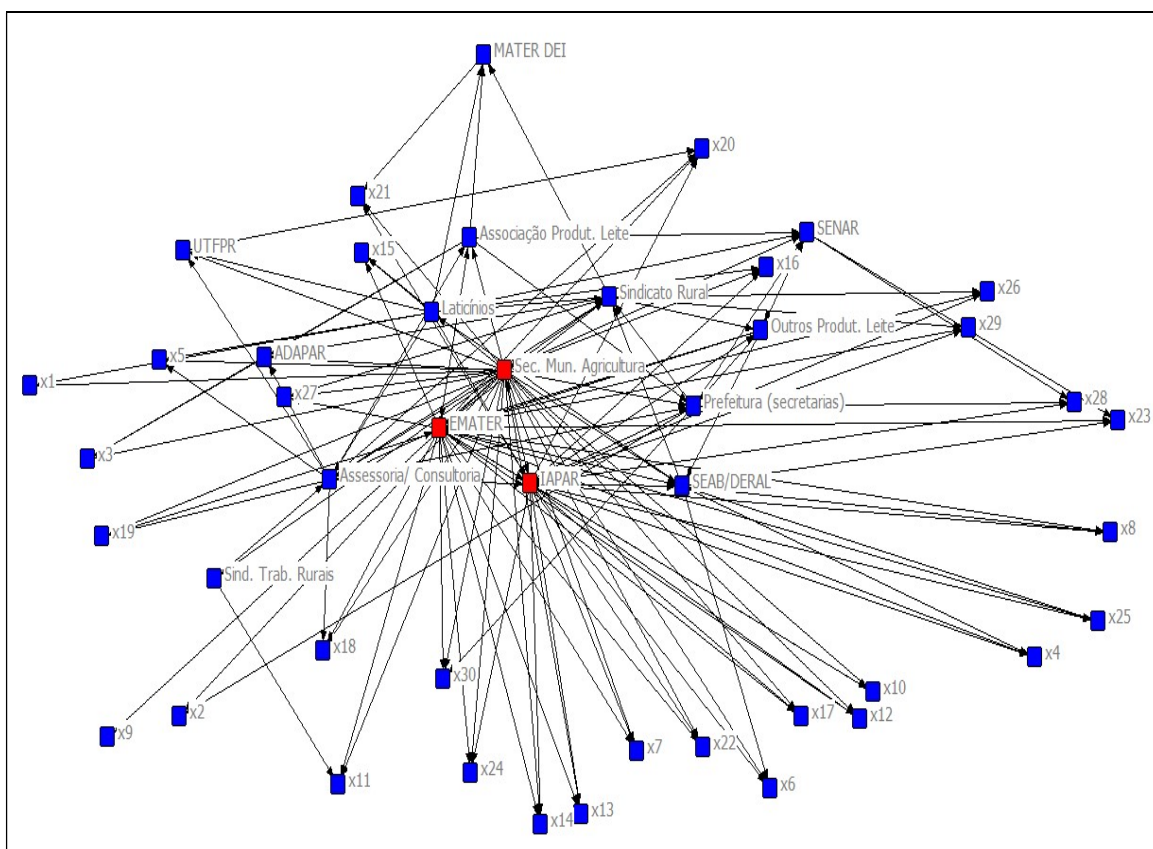 MATER DEI
x20
x21
Associação Produt. Leite
SENAR
UTFPR
x15
x16
Sindicato Rural
x26
Laticínios
Outros Produt. Leite
x29
x5
ADAPAR
Sec. Mun. Agricultura
x1
x27
Prefeitura (secretarias)
x28
x23
EMATER
x3
Assessoria/ Consultoria
IAPAR
SEAB/DERAL
x19
x8
Sind. Trab. Rurais
x25
x18
x4
x30
x10
x2
x17
x12
x9
x7
x22
x24
x11
x6
x13
x14